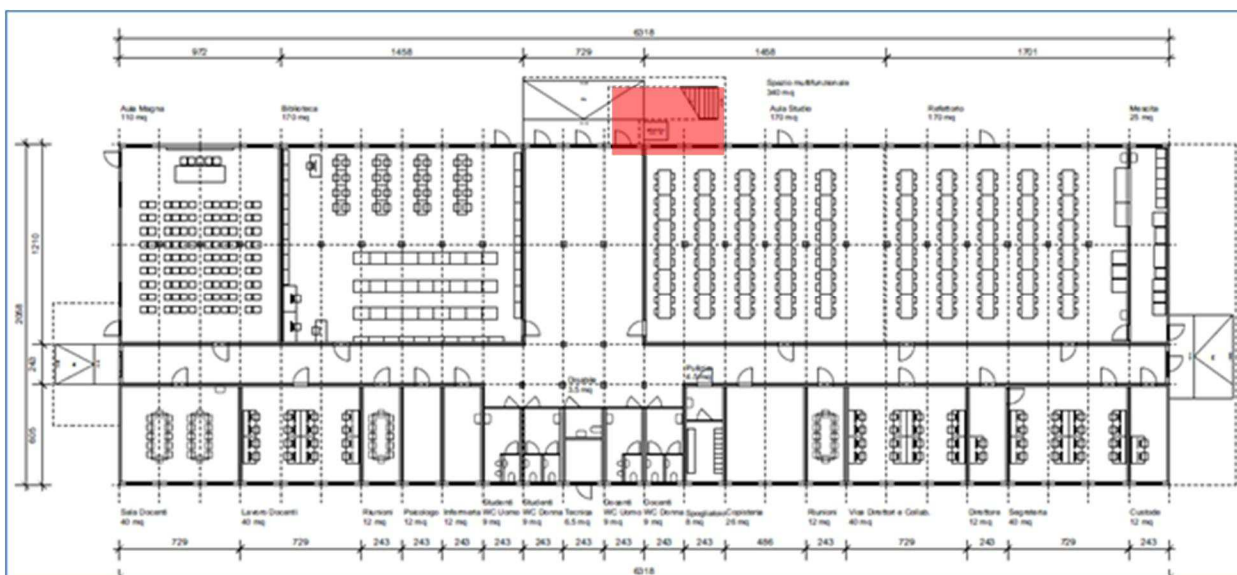 6318
972 1458 729 1458 1701
Spazio multifunzionale
340 mq
Aula Magna
110 mq
Biblioteca
170 mq
Aula Studio
170 mq
Refettorio
170 mq
Mescita
25 mq
2058
1210
243
605
Sala Docenti
40 mq
Lavoro Docenti
40 mq
Riunioni
12 mq
Psicologo
12 mq
Infermeria
12 mq
Studenti
WC Uomo
9 mq
Studenti
WC Donna
9 mq
Tecnica
6.5 mq
Docenti
WC Uomo
9 mq
Docenti
WC Donna
9 mq
Spogliatoio
8 mq
Copisteria
26 mq
Riunioni
12 mq
Vice Direttori e Collab.
40 mq
Direttore
12 mq
Segreteria
40 mq
Custode
12 mq
729 729 243 243 243 243 243 243 243 243 243 486 243 729 243 729 243
6318